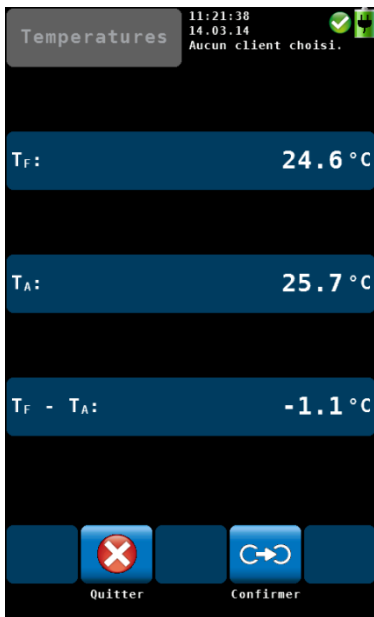 Temperatures
11:21:38
14.03.14
Aucun client choisi.
TF: 24.6 °C
TA: 25.7 °C
TF - TA: -1.1 °C
Quitter Confirmer